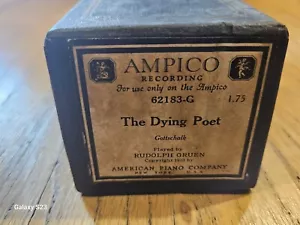 AMPICO
RECORDING
For use only on the Ampico
62183-G 1.75
The Dying Poet
Gottschalk
Played by
RUDOLPH GRUEN
Copyright
AMERICAN PIANO COMPANY
NEW YORK U.S.A.
Galaxy S23